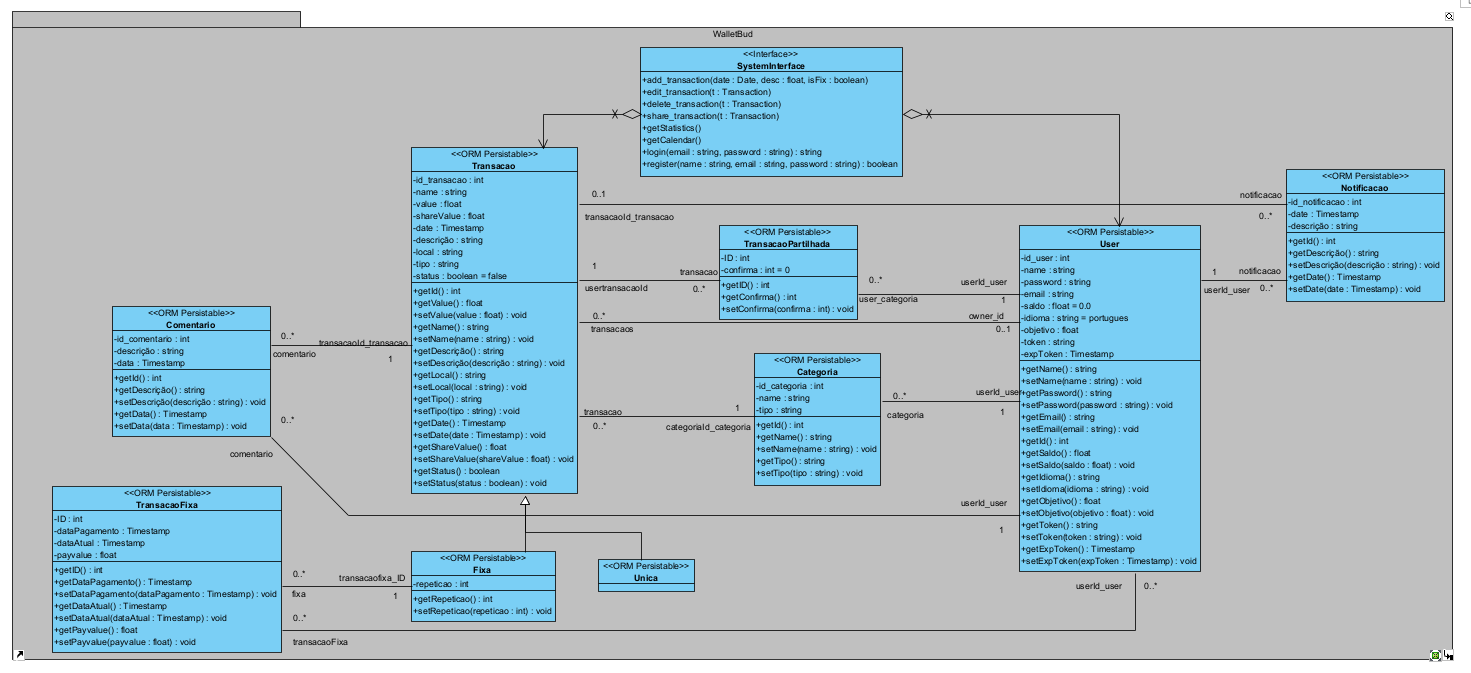 WalletBud
<<Interface>>
SystemInterface
+add_transaction(date : Date, desc : float, isFix : boolean)
+edit_transaction(t : Transaction)
+delete_transaction(t : Transaction)
+share_transaction(t : Transaction)
+getStatistics()
+getCalendar()
+login(email : string, password : string) : string
+register(name : string, email : string, password : string) : boolean
<<ORM Persistable>>
Transacao
-id_transacao : int
-name : string
-value : float
-shareValue : float
-date : Timestamp
-descrição : string
-local : string
-tipo : string
-status : boolean = false
+getId() : int
+getValue() : float
+setValue(value : float) : void
+getName() : string
+setName(name : string) : void
+getDescrição() : string
+setDescrição(descrição : string) : void
+getLocal() : string
+setLocal(local : string) : void
+getTipo() : string
+setTipo(tipo : string) : void
+getDate() : Timestamp
+setDate(date : Timestamp) : void
+getShareValue() : float
+setShareValue(shareValue : float) : void
+getStatus() : boolean
+setStatus(status : boolean) : void
0..1
transacaoId_transacao
notificacao
0..*
<<ORM Persistable>>
Notificacao
-id_notificacao : int
-date : Timestamp
-descrição : string
+getId() : int
+getDescrição() : string
+setDescrição(descrição : string) : void
+getDate() : Timestamp
+setDate(date : Timestamp) : void
<<ORM Persistable>>
TransacaoPartilhada
-ID : int
-confirma : int = 0
+getID() : int
+getConfirma() : int
+setConfirma(confirma : int) : void
1
usertransacaoId
transacao
0..*
0..*
user_categoria
userId_user
1
<<ORM Persistable>>
User
-id_user : int
-name : string
-password : string
-email : string
-saldo : float = 0.0
-idioma : string = portugues
-objetivo : float
-token : string
-expToken : Timestamp
+getName() : string
+setName(name : string) : void
+getPassword() : string
+setPassword(password : string) : void
+getEmail() : string
+setEmail(email : string) : void
+getId() : int
+getSaldo() : float
+setSaldo(saldo : float) : void
+getIdioma() : string
+setIdioma(idioma : string) : void
+getObjetivo() : float
+setObjetivo(objetivo : float) : void
+getToken() : string
+setToken(token : string) : void
+getExpToken() : Timestamp
+setExpToken(expToken : Timestamp) : void
1
userId_user
notificacao
0..*
0..*
transacaos
owner_id
0..1
<<ORM Persistable>>
Comentario
-id_comentario : int
-descrição : string
-data : Timestamp
+getId() : int
+getDescrição() : string
+setDescrição(descrição : string) : void
+getData() : Timestamp
+setData(data : Timestamp) : void
0..*
comentario
transacaoId_transacao
1
0..*
comentario
<<ORM Persistable>>
Categoria
-id_categoria : int
-name : string
-tipo : string
+getId() : int
+getName() : string
+setName(name : string) : void
+getTipo() : string
+setTipo(tipo : string) : void
transacao
0..*
1
categoriaId_categoria
0..*
categoria
userId_user
1
userId_user
1
<<ORM Persistable>>
TransacaoFixa
-ID : int
-dataPagamento : Timestamp
-dataAtual : Timestamp
-payvalue : float
+getID() : int
+getDataPagamento() : Timestamp
+setDataPagamento(dataPagamento : Timestamp) : void
+getDataAtual() : Timestamp
+setDataAtual(dataAtual : Timestamp) : void
+getPayvalue() : float
+setPayvalue(payvalue : float) : void
0..*
fixa
transacaofixa_ID
1
0..*
transacaoFixa
<<ORM Persistable>>
Fixa
-repeticao : int
+getRepeticao() : int
+setRepeticao(repeticao : int) : void
<<ORM Persistable>>
Unica
userId_user
0..*